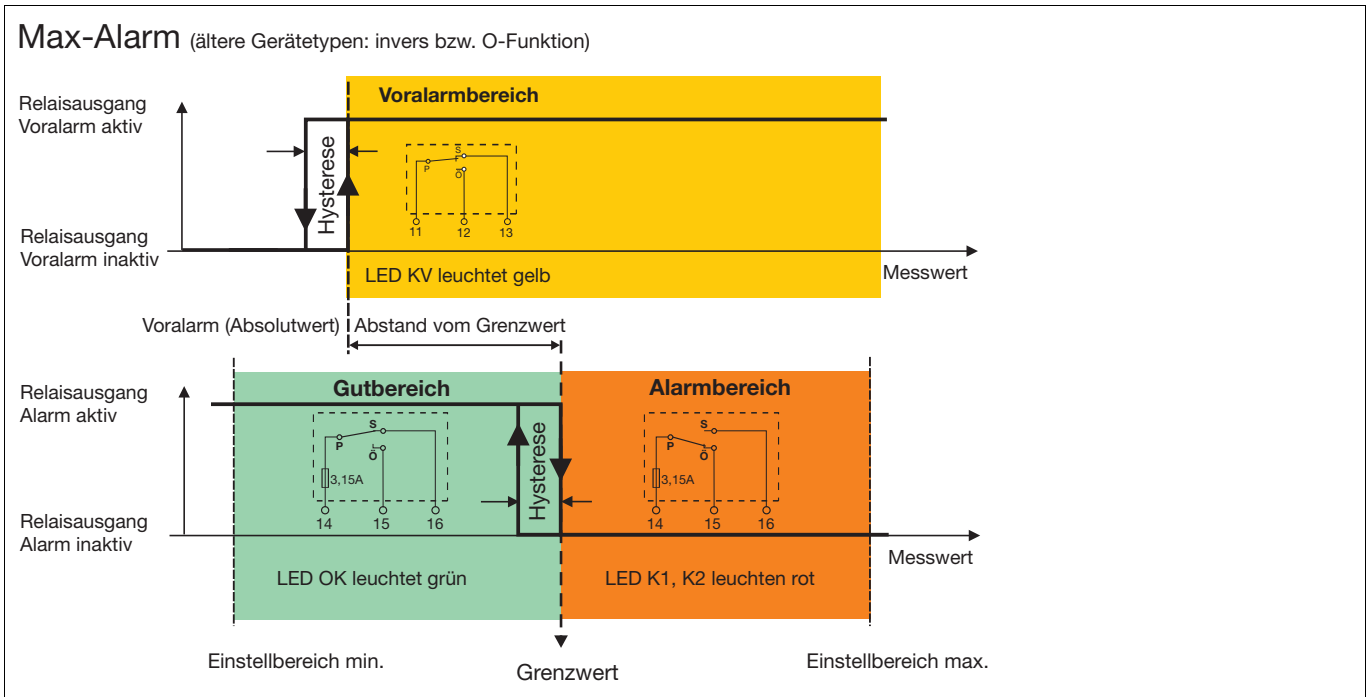 Max-Alarm (ältere Gerätetypen: invers bzw. O-Funktion)
Relaisausgang
Voralarm aktiv
Voralarmbereich
Hysterese
S
P
Ö
11 12 13
Relaisausgang
Voralarm inaktiv
LED KV leuchtet gelb
Messwert
Voralarm (Absolutwert) Abstand vom Grenzwert
Relaisausgang
Alarm aktiv
Gutbereich
Alarmbereich
S
P
Ö
3,15A
14 15 16
Hysterese
S
P
Ö
3,15A
14 15 16
Relaisausgang
Alarm inaktiv
Messwert
LED OK leuchtet grün
LED K1, K2 leuchten rot
Einstellbereich min.
Grenzwert
Einstellbereich max.